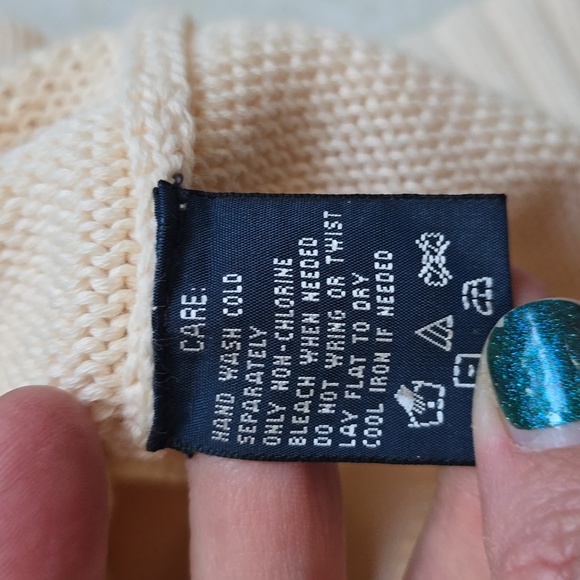 CARE:
HAND WASH COLD
SEPARATELY
ONLY NON-CHLORINE
BLEACH WHEN NEEDED
DO NOT WRING OR TWIST
LAY FLAT TO DRY
COOL IRON IF NEEDED